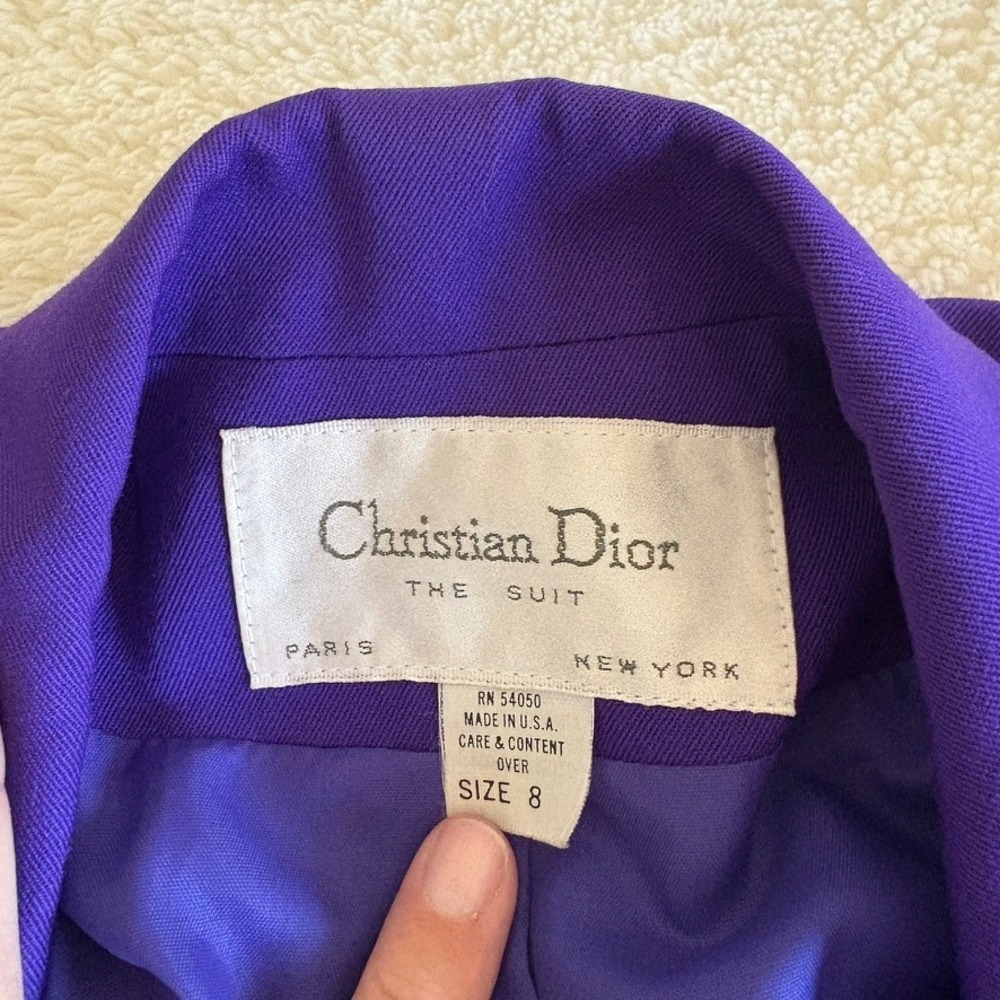 Christian Dior
THE SUIT
PARIS NEW YORK
RN 54050
MADE IN U.S.A.
CARE & CONTENT
OVER
SIZE 8